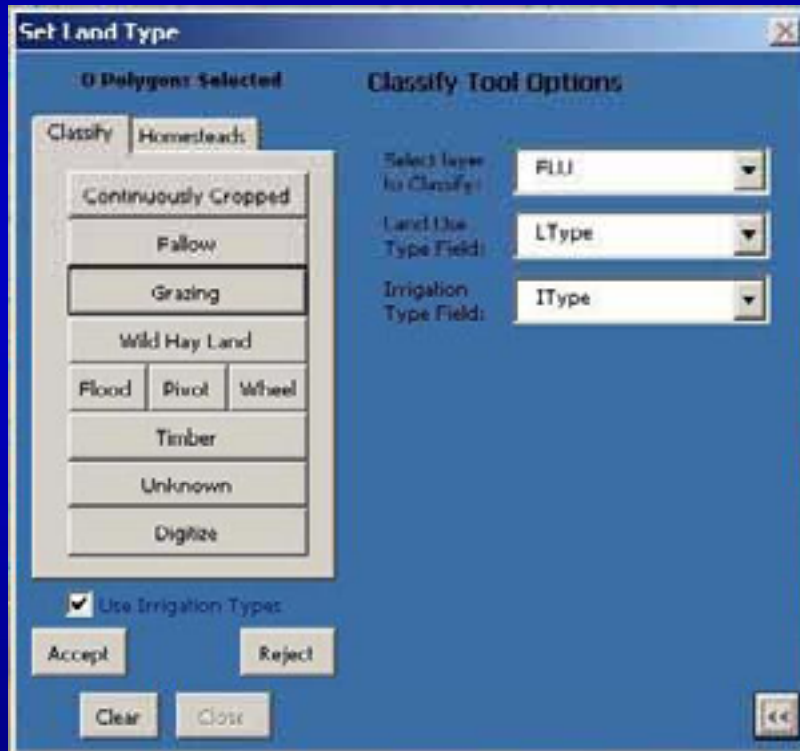 Set Land Type
0 Polygons Selected
Classify
Homesteads
Continuously Cropped
Fallow
Grazing
Wild Hay Land
Flood
Pivot
Wheel
Timber
Unknown
Digitize
Use Irrigation Types
Accept
Reject
Clear
Close
Classify Tool Options
Select layer
to Classify:
FLU
Land Use
Type Field:
LType
Irrigation
Type Field:
IType
<<